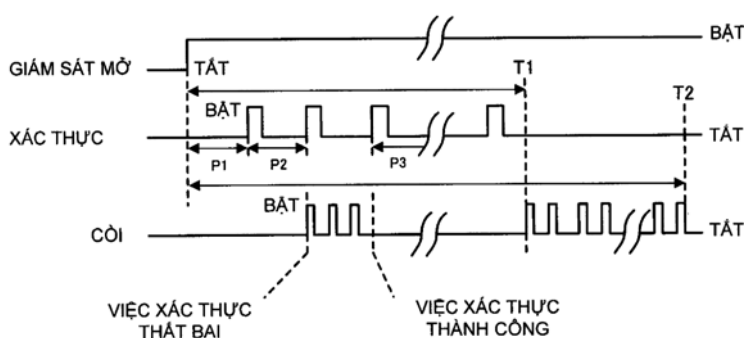 BẬT
GIÁM SÁT MỞ
TẮT
T1
T2
BẬT
XÁC THỰC
TẮT
P1
P2
P3
BẬT
CÒI
TẮT
VIỆC XÁC THỰC
THẤT BẠI
VIỆC XÁC THỰC
THÀNH CÔNG